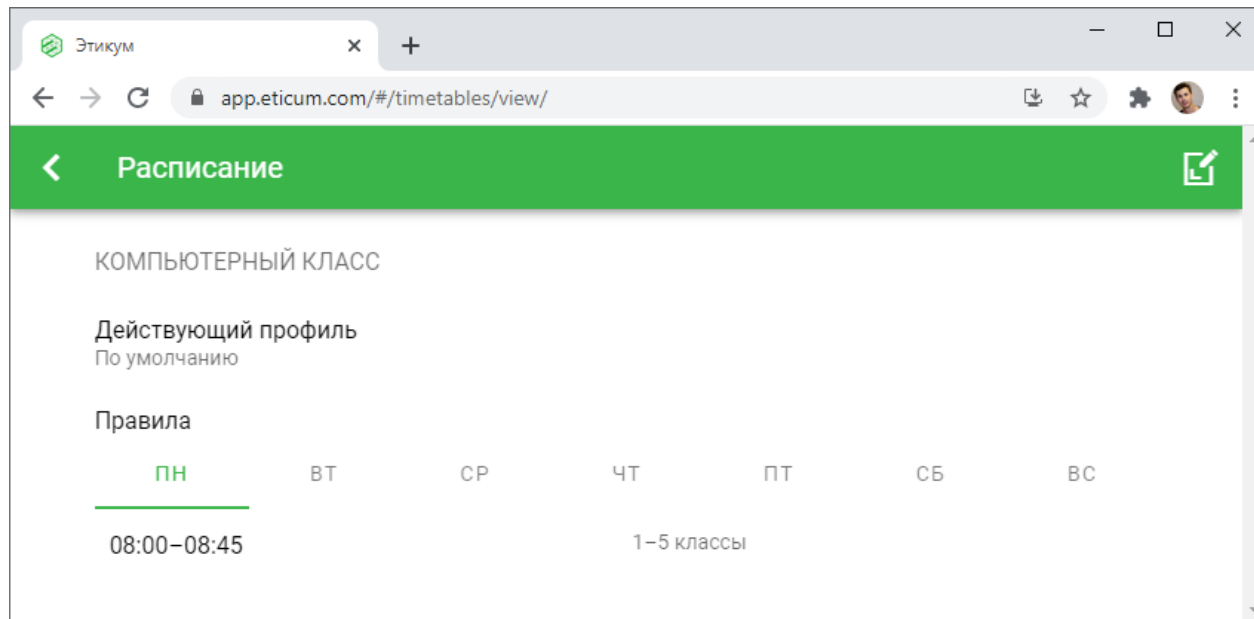 Этикум
app.eticum.com/#/timetables/view/
Расписание
КОМПЬЮТЕРНЫЙ КЛАСС
Действующий профиль
По умолчанию
Правила
ПН ВТ СР ЧТ ПТ СБ ВС
08:00–08:45 1–5 классы